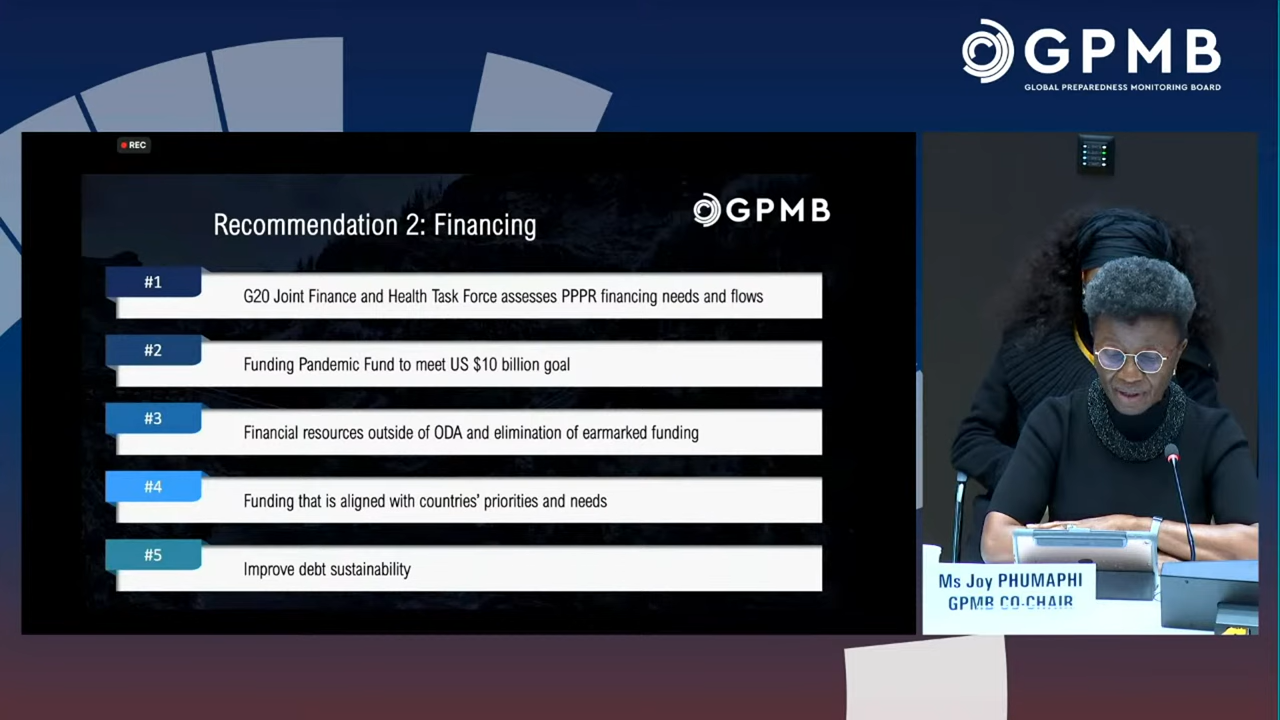 GPMB
GLOBAL PREPAREDNESS MONITORING BOARD
REC
Recommendation 2: Financing
GPMB
#1
G20 Joint Finance and Health Task Force assesses PPPR financing needs and flows
#2
Funding Pandemic Fund to meet US $10 billion goal
#3
Financial resources outside of ODA and elimination of earmarked funding
#4
Funding that is aligned with countries' priorities and needs
#5
Improve debt sustainability
Ms Joy PHUMAPHI
GPMB CO-CHAIR